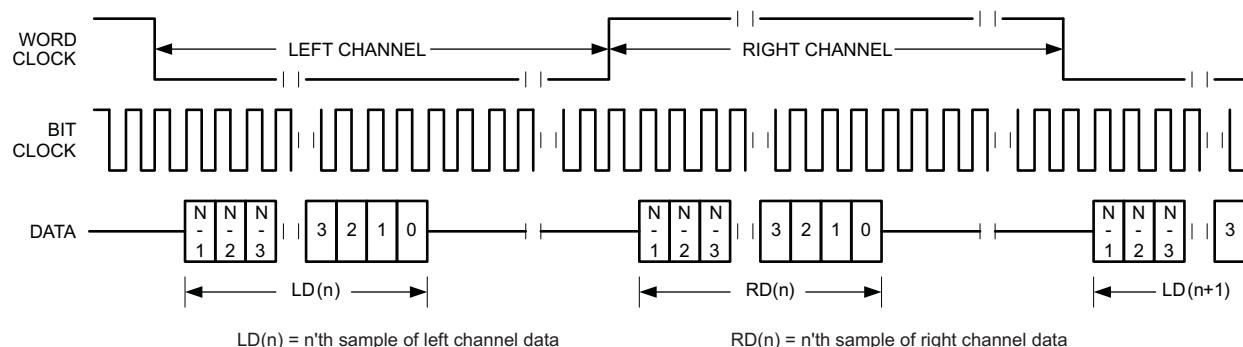 WORD
CLOCK
LEFT CHANNEL
RIGHT CHANNEL
BIT
CLOCK
DATA
N
-
1
N
-
2
N
-
3
3
2
1
0
N
-
1
N
-
2
N
-
3
3
2
1
0
N
-
1
N
-
2
N
-
3
3
LD(n)
RD(n)
LD(n+1)
LD(n) = n'th sample of left channel data
RD(n) = n'th sample of right channel data